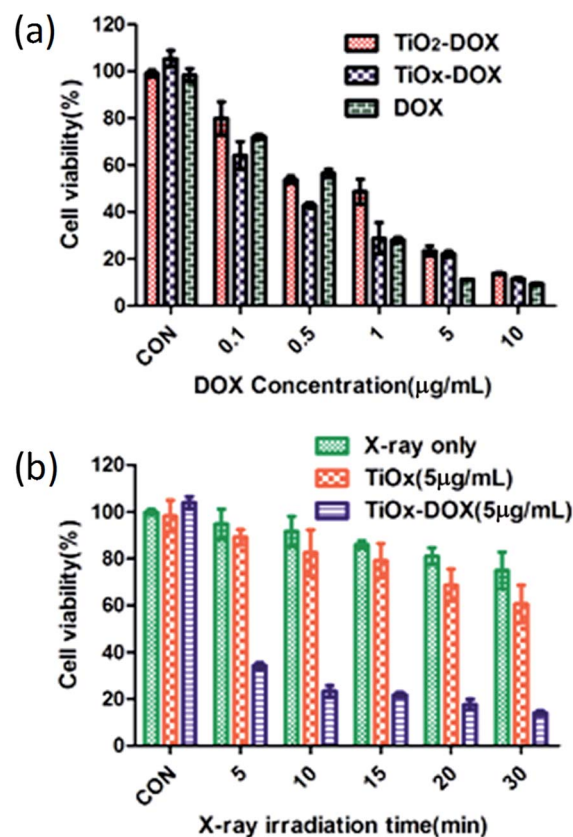 (a)
120
100
80
60
40
20
0
Cell viability(%)
TiO2-DOX
TiOx-DOX
DOX
CON
0.1
0.5
1
5
10
DOX Concentration(μg/mL)
(b)
120
100
80
60
40
20
0
Cell viability(%)
X-ray only
TiOx(5μg/mL)
TiOx-DOX(5μg/mL)
CON
5
10
15
20
30
X-ray irradiation time(min)